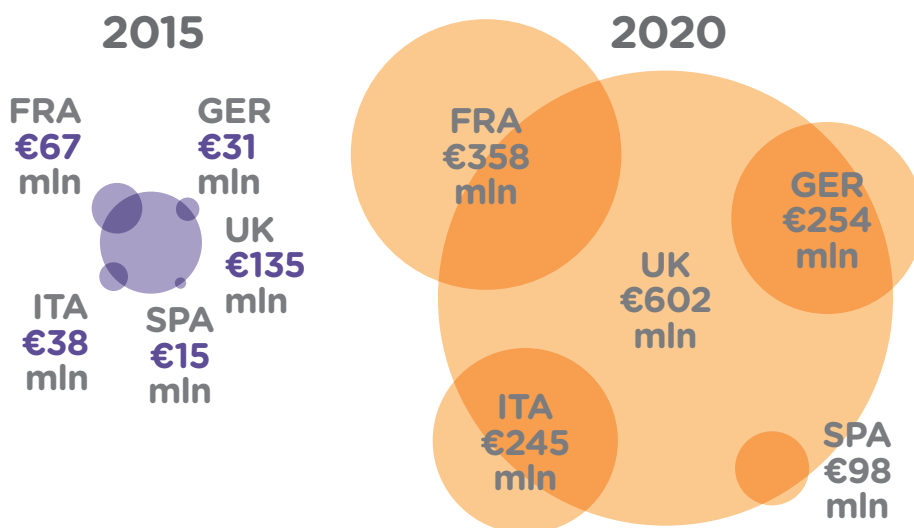 2015
FRA
€67
mln
GER
€31
mln
UK
€135
mln
ITA
€38
mln
SPA
€15
mln
2020
FRA
€358
mln
GER
€254
mln
UK
€602
mln
ITA
€245
mln
SPA
€98
mln